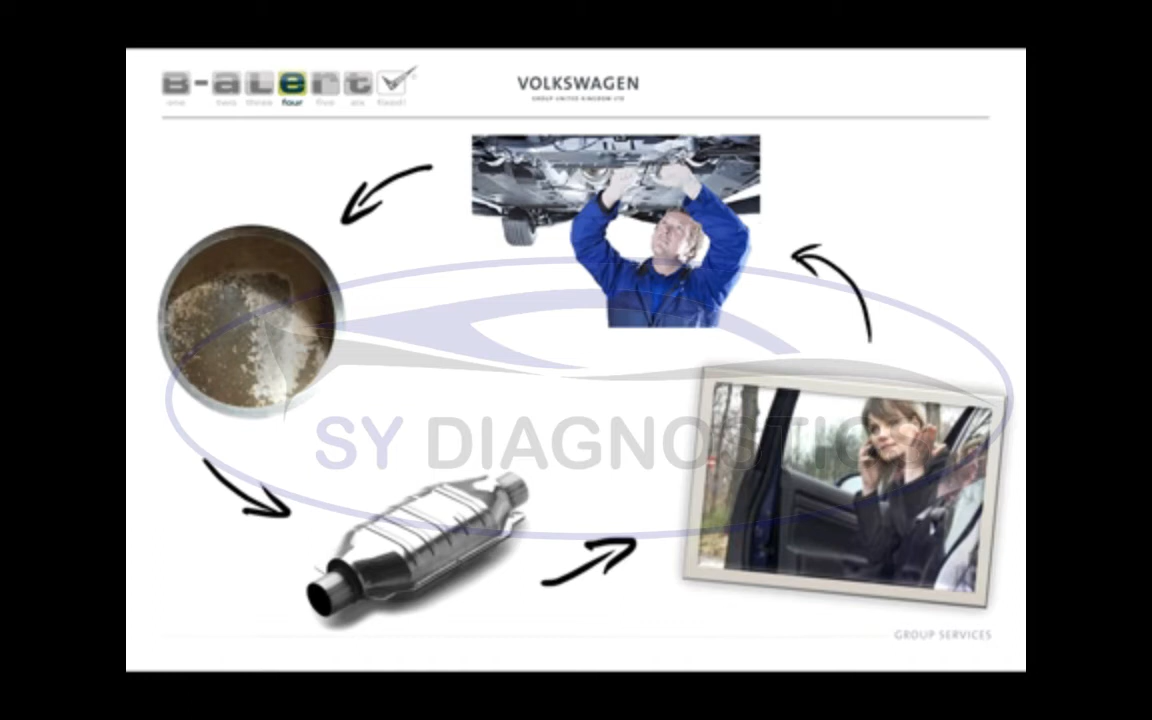 B-aLert
one two three four five six fixed!
VOLKSWAGEN
GROUP UNITED KINGDOM LTD
SY DIAGNOSTIC
GROUP SERVICES